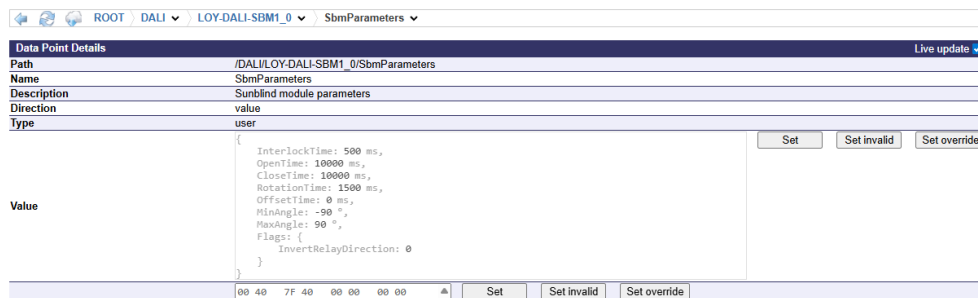 ROOT DALI LOY-DALI-SBM1_0 SbmParameters
Data Point Details Live update
Path /DALI/LOY-DALI-SBM1_0/SbmParameters
Name SbmParameters
Description Sunblind module parameters
Direction value
Type user
Value
{
InterlockTime: 500 ms,
OpenTime: 10000 ms,
CloseTime: 10000 ms,
RotationTime: 1500 ms,
OffsetTime: 0 ms,
MinAngle: -90 °,
MaxAngle: 90 °,
Flags: {
InvertRelayDirection: 0
}
}
Set Set invalid Set override
00 40 7F 40 00 00 00 00 Set Set invalid Set override